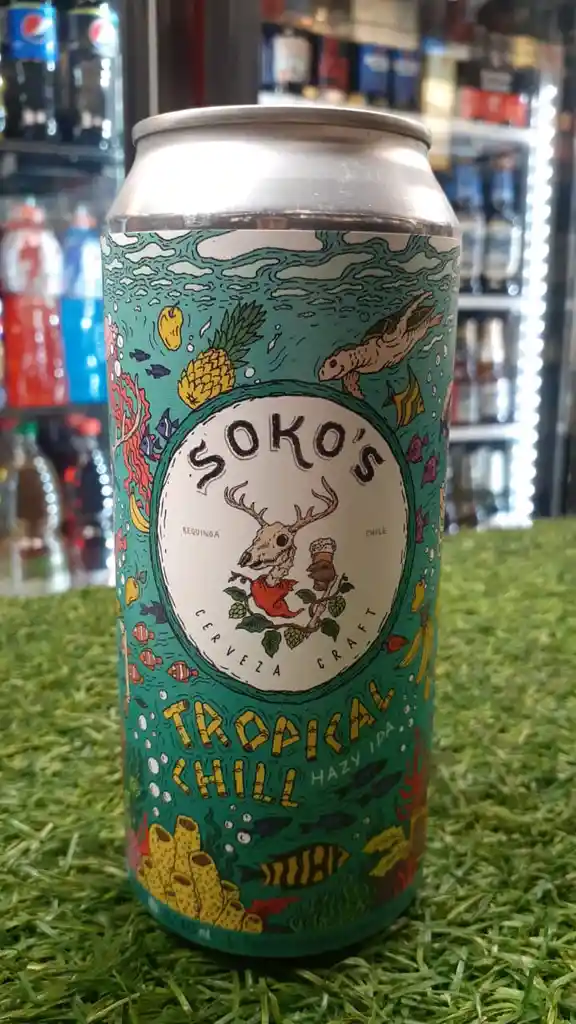 SOKO'S
REQUINOA CHILE
CERVEZA CRAFT
TROPICAL
CHILL HAZY IPA